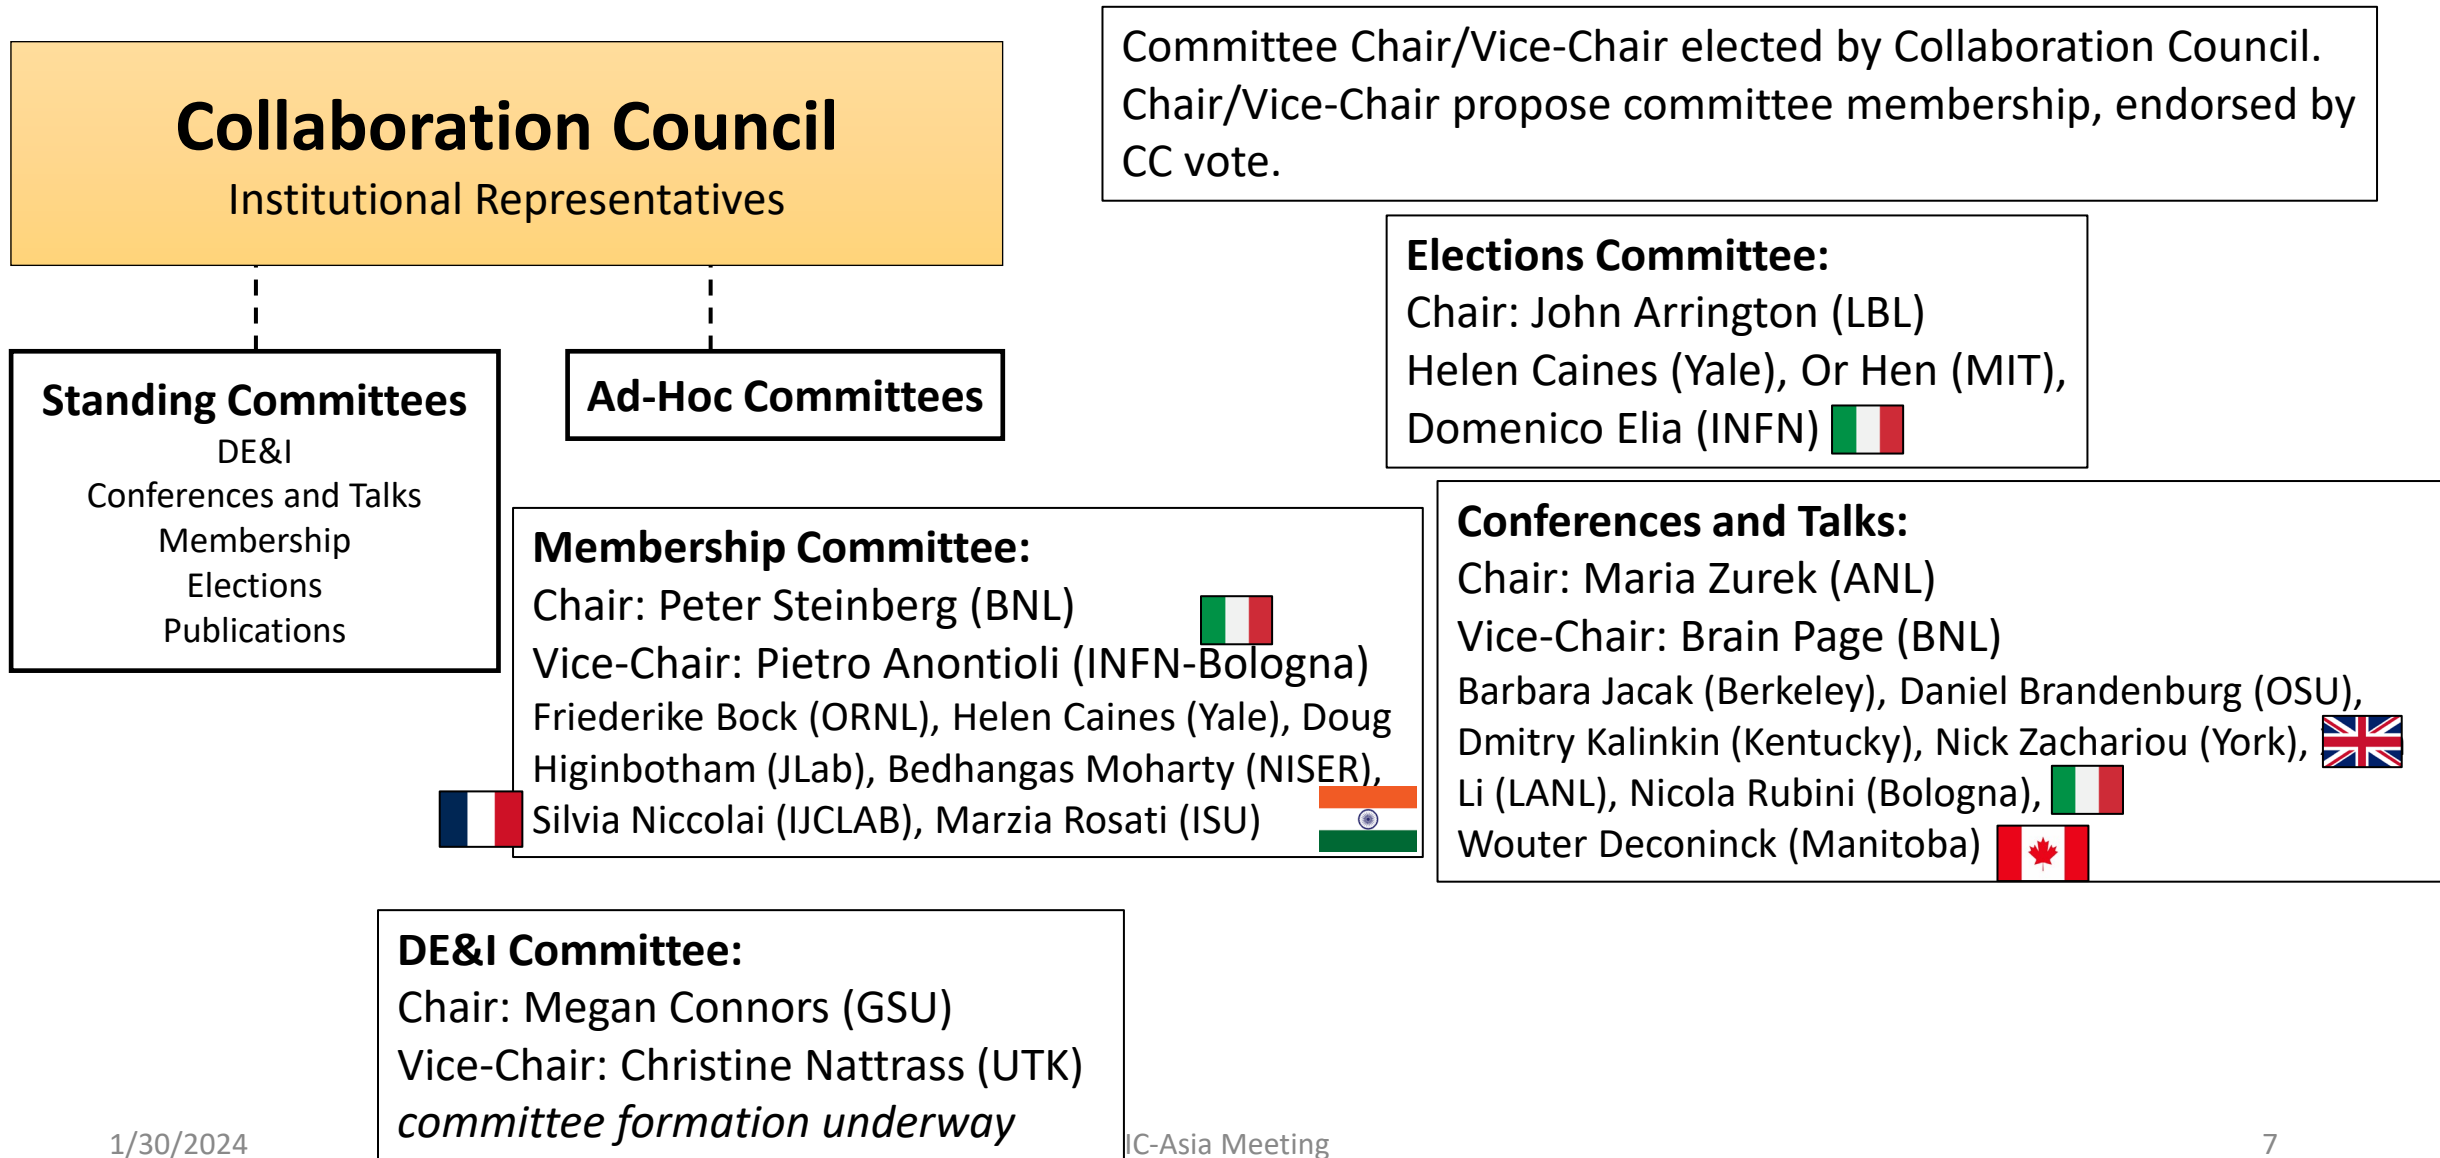 Collaboration Council
Institutional Representatives
Committee Chair/Vice-Chair elected by Collaboration Council.
Chair/Vice-Chair propose committee membership, endorsed by
CC vote.
Standing Committees
DE&I
Conferences and Talks
Membership
Elections
Publications
Ad-Hoc Committees
Elections Committee:
Chair: John Arrington (LBL)
Helen Caines (Yale), Or Hen (MIT),
Domenico Elia (INFN)
Membership Committee:
Chair: Peter Steinberg (BNL)
Vice-Chair: Pietro Anontioli (INFN-Bologna)
Friederike Bock (ORNL), Helen Caines (Yale), Doug
Higinbotham (JLab), Bedhangas Moharty (NISER),
Silvia Niccolai (IJCLAB), Marzia Rosati (ISU)
Conferences and Talks:
Chair: Maria Zurek (ANL)
Vice-Chair: Brain Page (BNL)
Barbara Jacak (Berkeley), Daniel Brandenburg (OSU),
Dmitry Kalinkin (Kentucky), Nick Zachariou (York),
Li (LANL), Nicola Rubini (Bologna),
Wouter Deconinck (Manitoba)
DE&I Committee:
Chair: Megan Connors (GSU)
Vice-Chair: Christine Nattrass (UTK)
committee formation underway
1/30/2024
IC-Asia Meeting
7